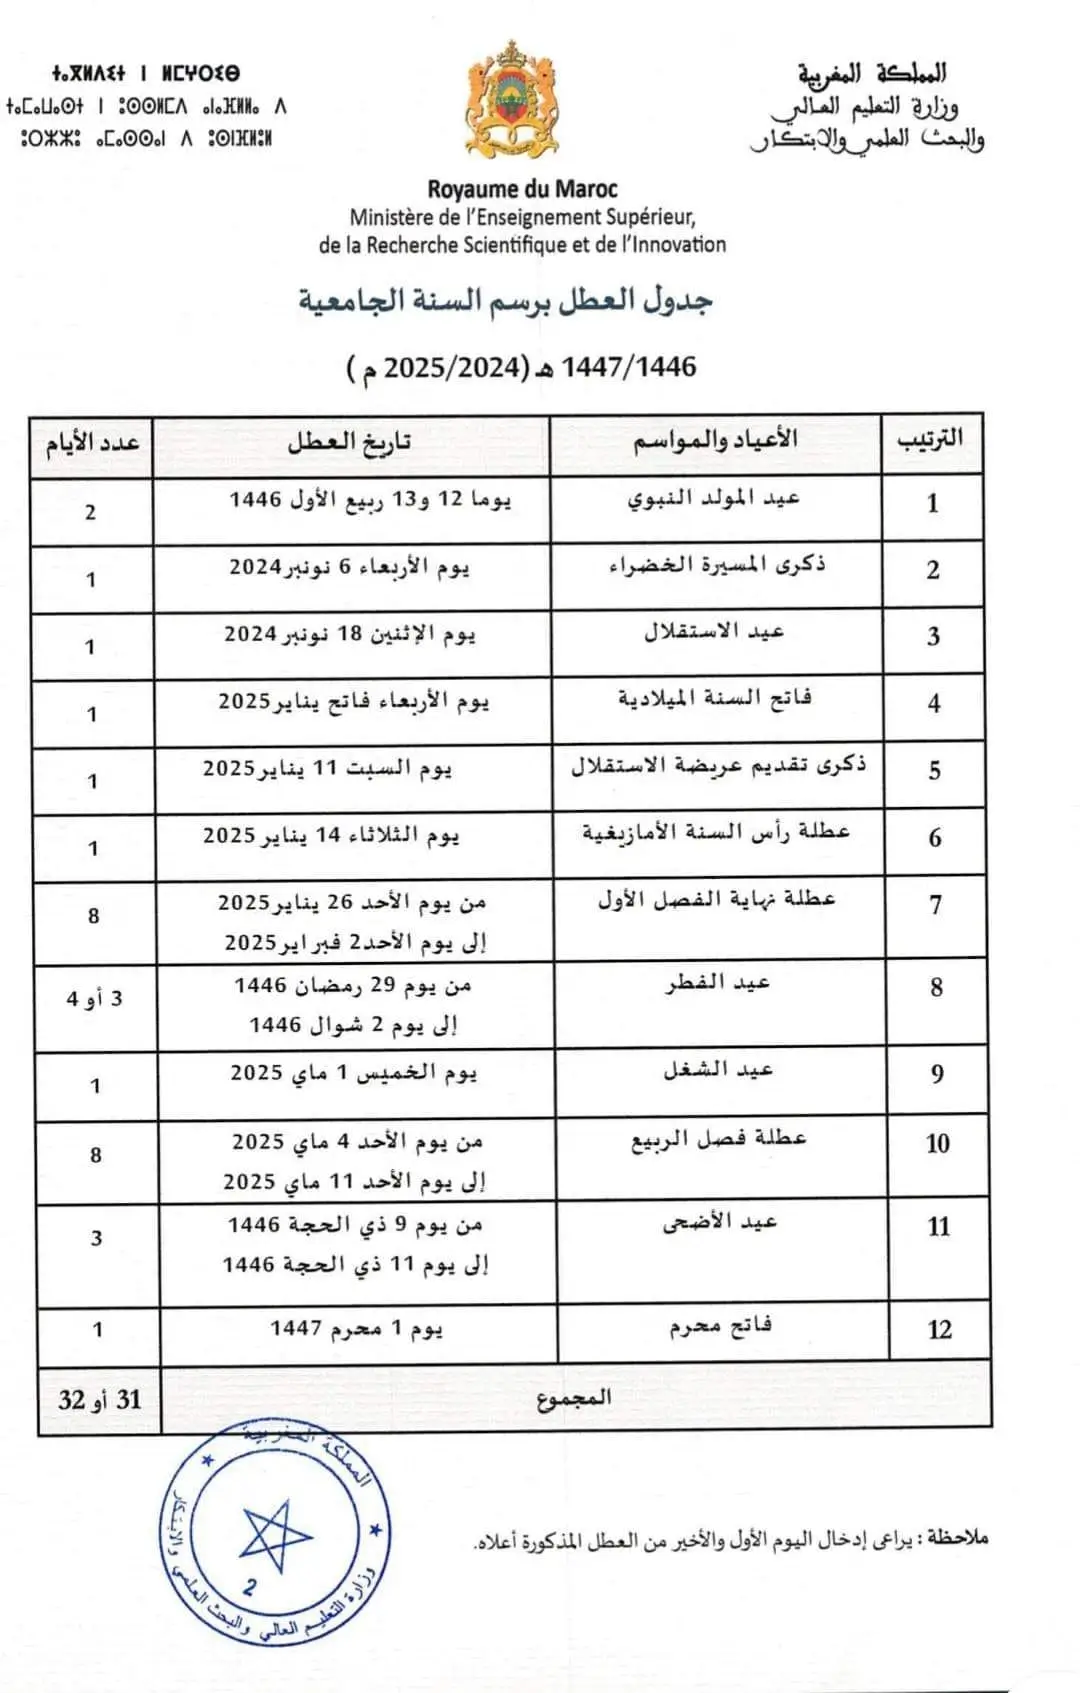 المملكة المغربية
وزارة التعليم العالي
والبحث العلمي والابتكار
ⵜⴰⴳⵍⴷⵉⵜ ⵏ ⵍⵎⵖⵔⵉⴱ
ⵜⴰⵎⴰⵡⴰⵙⵜ ⵏ ⵓⵙⵙⵍⵎⴷ ⴰⵏⴰⴼⵍⵍⴰ ⴷ
ⵓⵔⵣⵣⵓ ⴰⵎⴰⵙⵙⴰⵏ ⴷ ⵓⵙⵏⴼⵍⵓⵍ
Royaume du Maroc
Ministère de l'Enseignement Supérieur,
de la Recherche Scientifique et de l'Innovation
جدول العطل برسم السنة الجامعية
1447/1446 هـ (2025/2024 م )
الترتيب الأعياد والمواسم تاريخ العطل عدد الأيام
1 عيد المولد النبوي يوما 12 و13 ربيع الأول 1446 2
2 ذكرى المسيرة الخضراء يوم الأربعاء 6 نونبر2024 1
3 عيد الاستقلال يوم الإثنين 18 نونبر 2024 1
4 فاتح السنة الميلادية يوم الأربعاء فاتح يناير2025 1
5 ذكرى تقديم عريضة الاستقلال يوم السبت 11 يناير2025 1
6 عطلة رأس السنة الأمازيغية يوم الثلاثاء 14 يناير 2025 1
7 عطلة نهاية الفصل الأول من يوم الأحد 26 يناير2025 8
إلى يوم الأحد2 فبراير2025
8 عيد الفطر من يوم 29 رمضان 1446 3 أو 4
إلى يوم 2 شوال 1446
9 عيد الشغل يوم الخميس 1 ماي 2025 1
10 عطلة فصل الربيع من يوم الأحد 4 ماي 2025 8
إلى يوم الأحد 11 ماي 2025
11 عيد الأضحى من يوم 9 ذي الحجة 1446 3
إلى يوم 11 ذي الحجة 1446
12 فاتح محرم يوم 1 محرم 1447 1
المجموع 31 أو 32
ملاحظة : يراعى إدخال اليوم الأول والأخير من العطل المذكورة أعلاه.
المملكة المغربية
وزارة التعليم العالي والبحث العلمي والابتكار
2